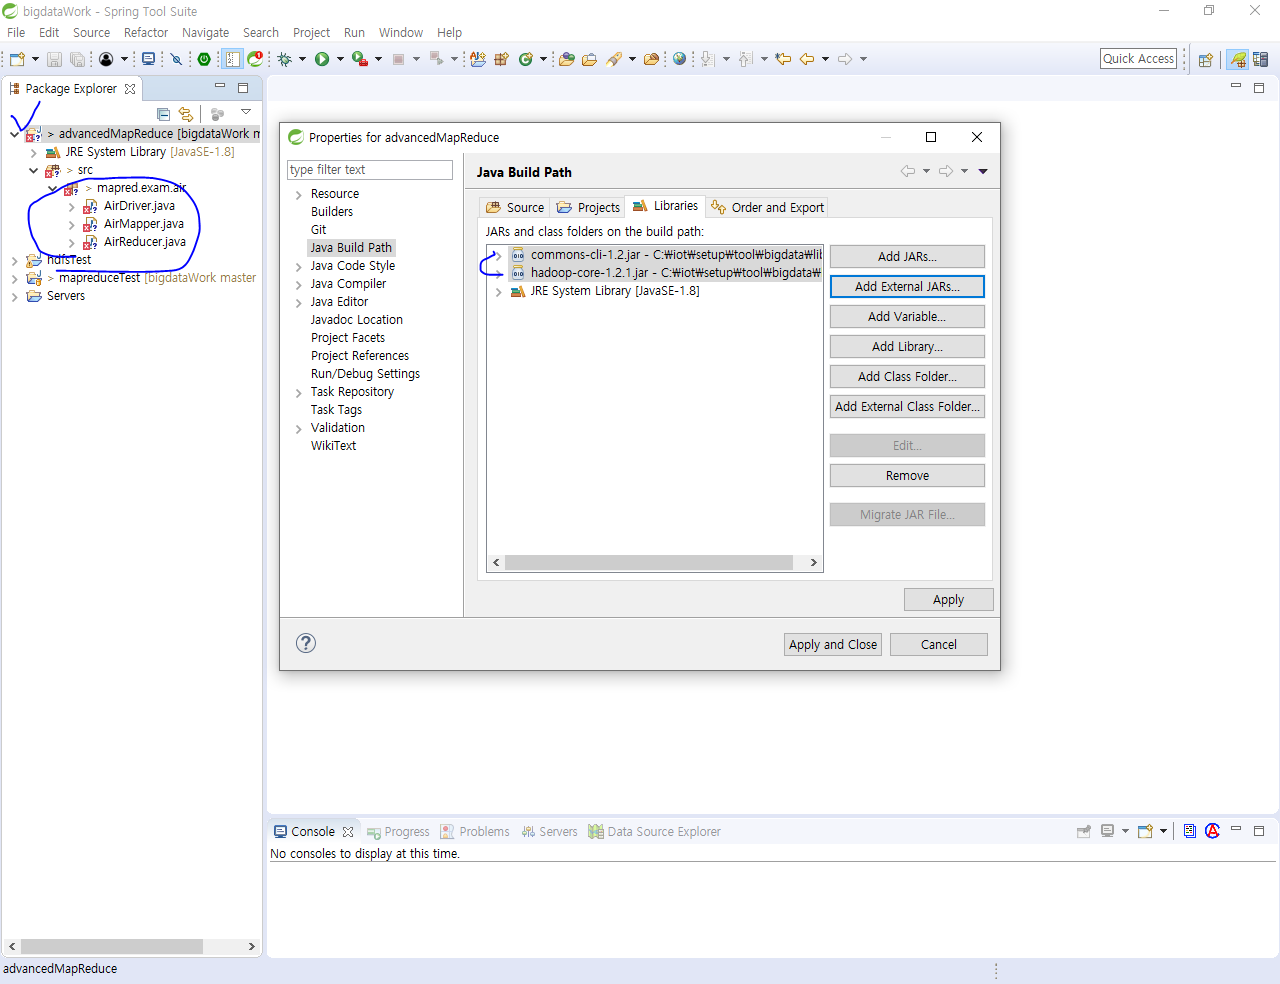 bigdataWork - Spring Tool Suite
File Edit Source Refactor Navigate Search Project Run Window Help
Quick Access
Package Explorer
> advancedMapReduce [bigdataWork m
JRE System Library [JavaSE-1.8]
> src
> mapred.exam.air
AirDriver.java
AirMapper.java
AirReducer.java
hdfsTest
> mapreduceTest [bigdataWork master
Servers
Properties for advancedMapReduce
type filter text
Resource
Builders
Git
Java Build Path
Java Code Style
Java Compiler
Java Editor
Javadoc Location
Project Facets
Project References
Run/Debug Settings
Task Repository
Task Tags
Validation
WikiText
Java Build Path
Source Projects Libraries Order and Export
JARs and class folders on the build path:
commons-cli-1.2.jar - C:₩iot₩setup₩tool₩bigdata₩lib
hadoop-core-1.2.1.jar - C:₩iot₩setup₩tool₩bigdata₩
JRE System Library [JavaSE-1.8]
Add JARs...
Add External JARs...
Add Variable...
Add Library...
Add Class Folder...
Add External Class Folder...
Edit...
Remove
Migrate JAR File...
Apply
Apply and Close Cancel
Console Progress Problems Servers Data Source Explorer
No consoles to display at this time.
advancedMapReduce